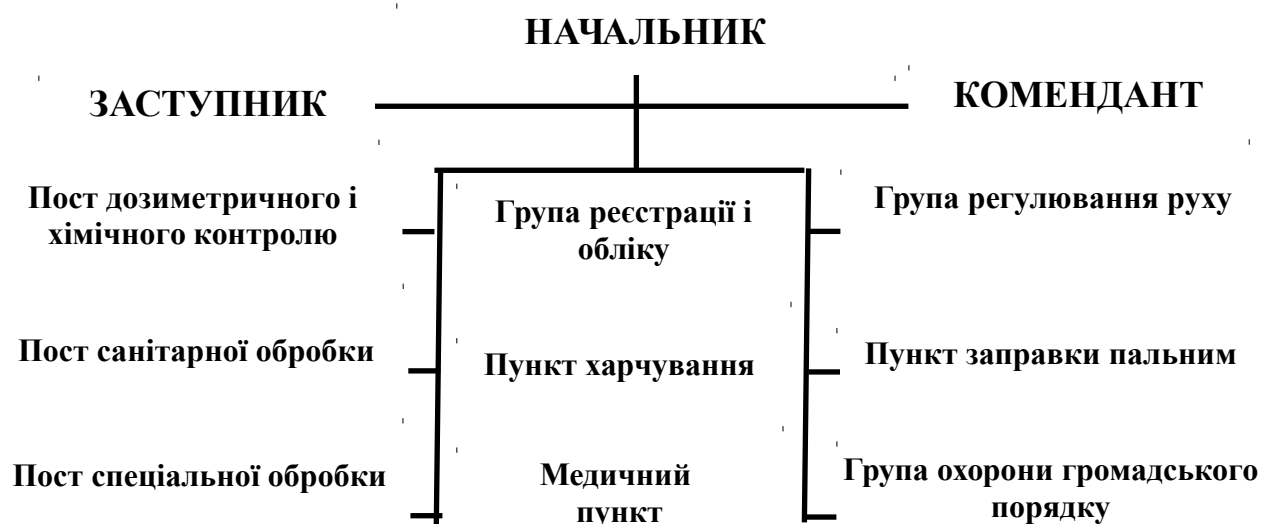 НАЧАЛЬНИК
ЗАСТУПНИК
КОМЕНДАНТ
Пост дозиметричного і
хімічного контролю
Група реєстрації і
обліку
Група регулювання руху
Пост санітарної обробки
Пункт харчування
Пункт заправки пальним
Пост спеціальної обробки
Медичний
пункт
Група охорони громадського
порядку